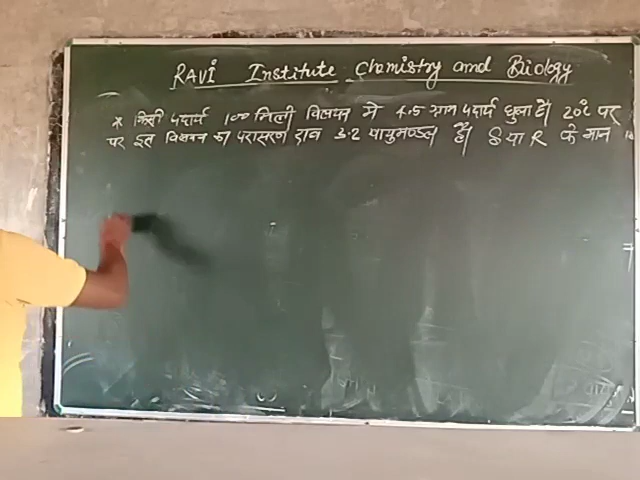 RAVI Institute Chemistry and Biology
* किसी पदार्थ 100 मिली विलयन मे 4.5 ग्राम पदार्थ घुला है। 20°c पर
पर इस विलयन का परासरण दाब 3.2 वायुमण्डल है। S या R के मान